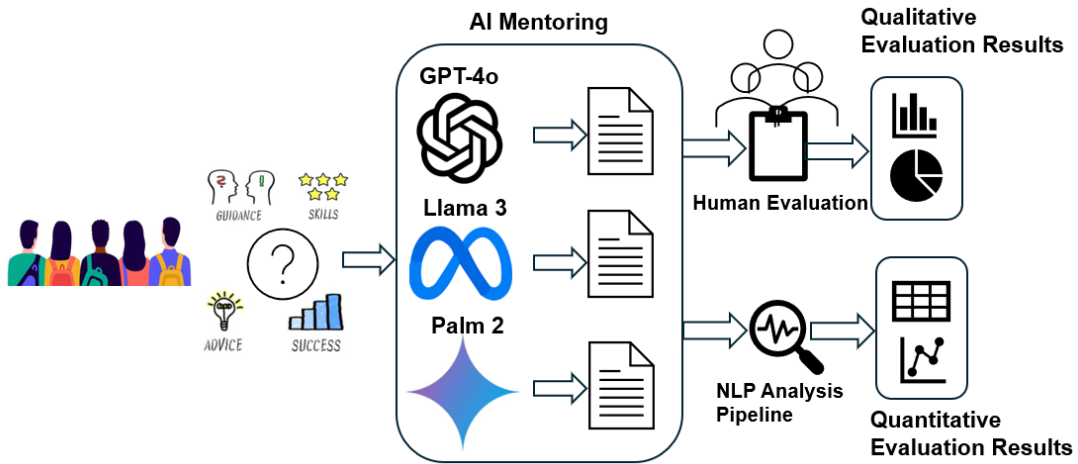 AI Mentoring
Qualitative
Evaluation Results
GPT-4o
GUIDANCE
SKILLS
Llama 3
Human Evaluation
?
ADVICE
SUCCESS
Palm 2
NLP Analysis
Pipeline
Quantitative
Evaluation Results